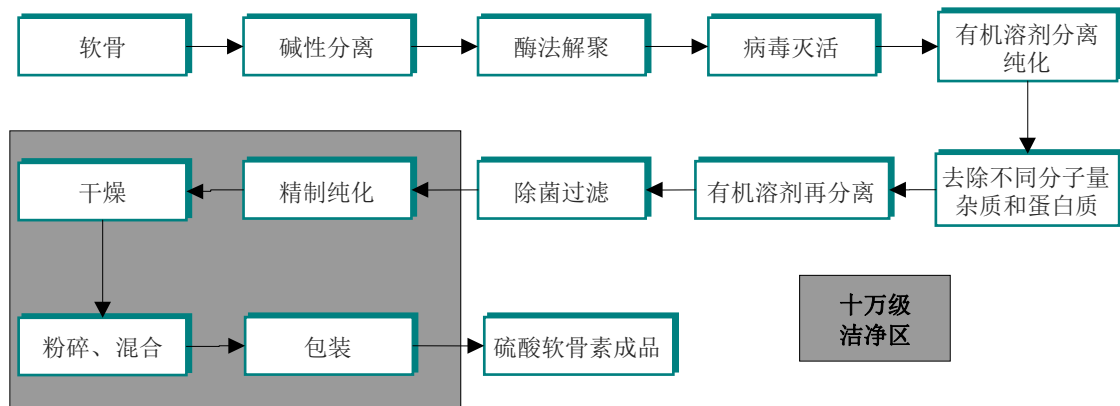 软骨
碱性分离
酶法解聚
病毒灭活
有机溶剂分离
纯化
去除不同分子量
杂质和蛋白质
有机溶剂再分离
除菌过滤
精制纯化
干燥
粉碎、混合
包装
硫酸软骨素成品
十万级
洁净区